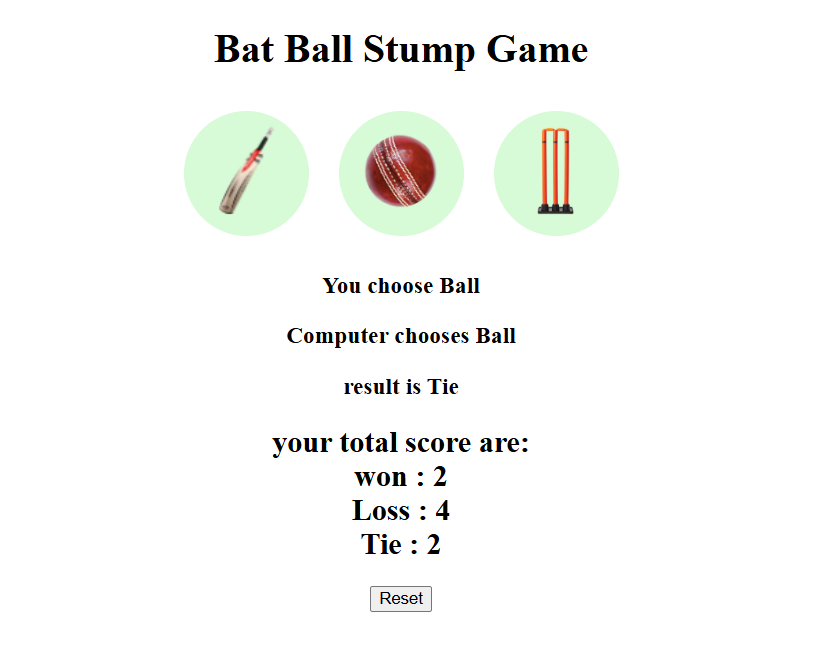 Bat Ball Stump Game
You choose Ball
Computer chooses Ball
result is Tie
your total score are:
won : 2
Loss : 4
Tie : 2
Reset